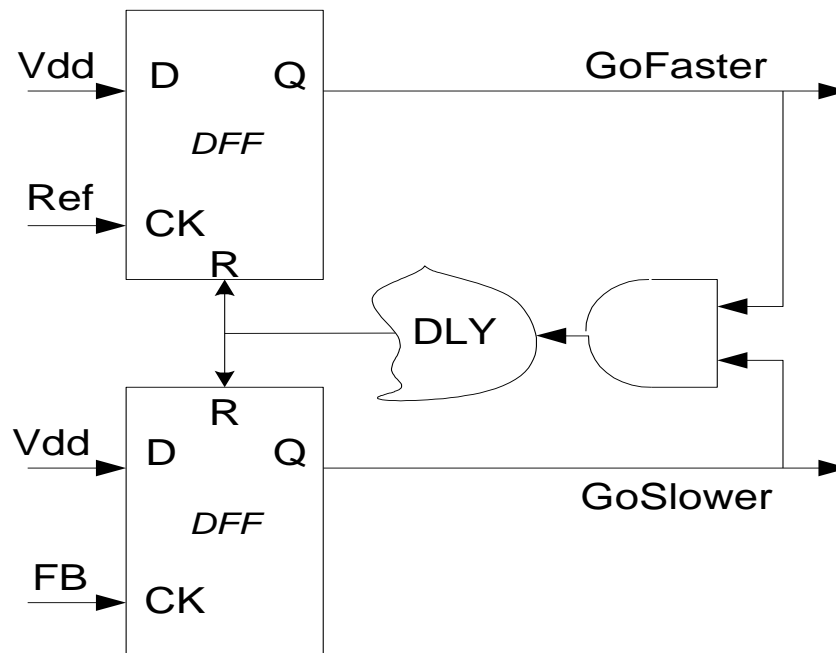 Vdd
D
Q
GoFaster
DFF
Ref
CK
R
DLY
R
Vdd
D
Q
GoSlower
DFF
FB
CK